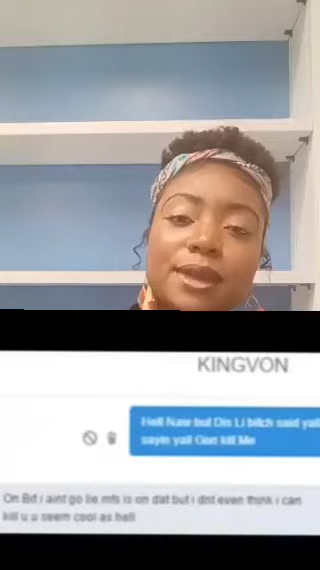 KINGVON
Hell Naw but Dis Li bitch said yall
sayin yall Gon kill Me
On Bd i aint go lie mfs is on dat but i dnt even think i can
kill u u seem cool as hell